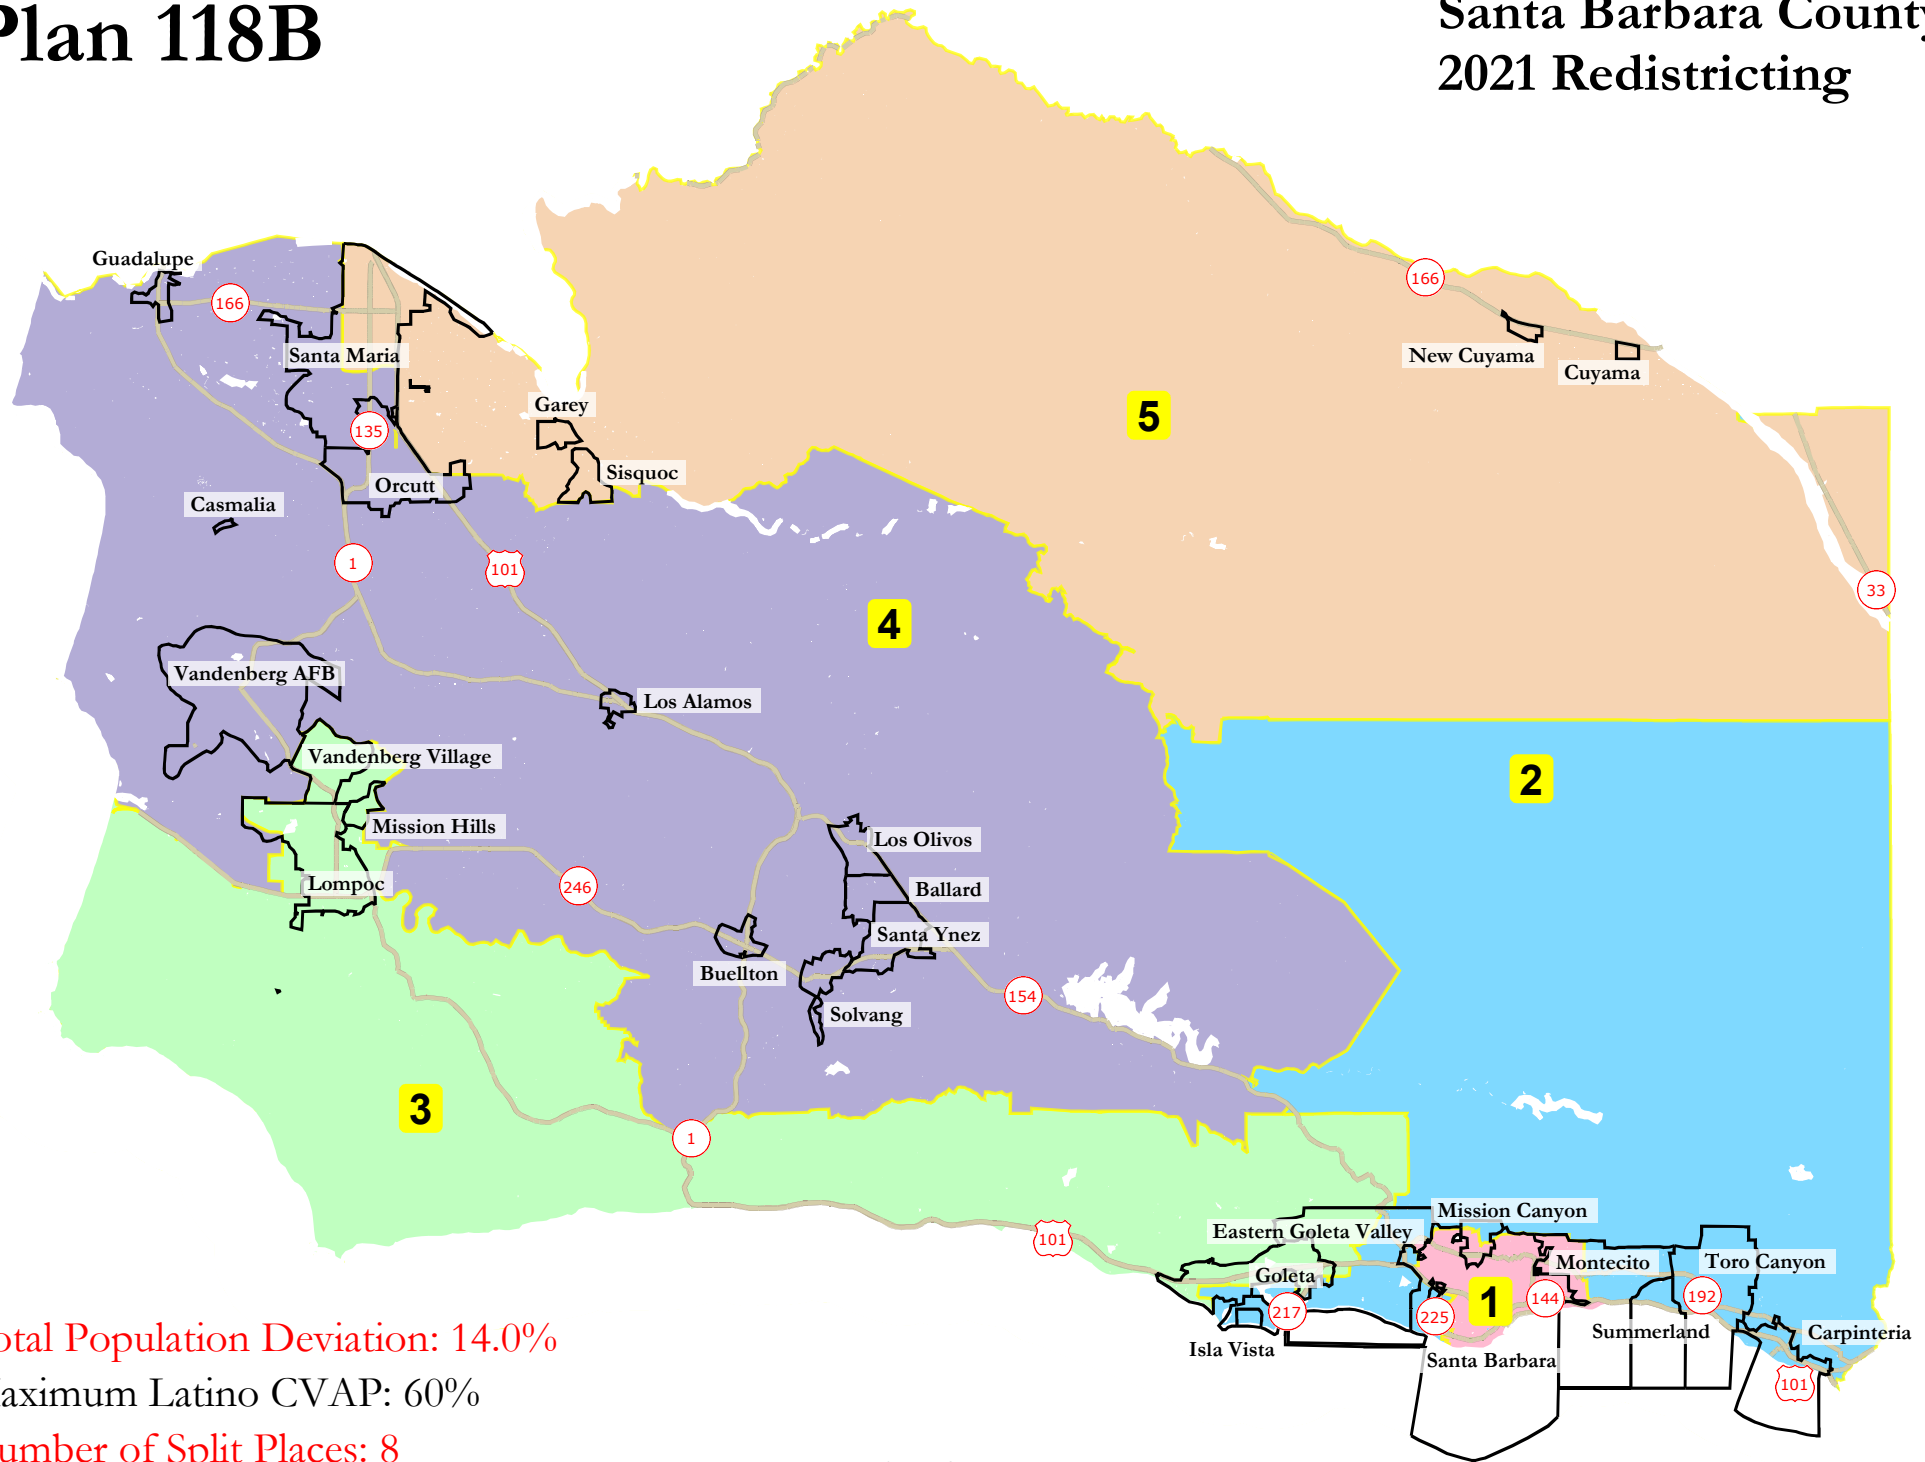 Plan 118B
Santa Barbara County
2021 Redistricting
Guadalupe
166
166
Santa Maria
New Cuyama
Cuyama
Garey
5
135
Sisquoc
Orcutt
Casmalia
1
101
33
4
Vandenberg AFB
Los Alamos
Vandenberg Village
2
Mission Hills
Los Olivos
Lompoc
246
Ballard
Santa Ynez
Buellton
154
Solvang
3
1
Mission Canyon
Eastern Goleta Valley
101
Montecito
Toro Canyon
Goleta
217
225
1
144
192
Summerland
Carpinteria
Isla Vista
Santa Barbara
101
otal Population Deviation: 14.0%
aximum Latino CVAP: 60%
umber of Split Places: 8